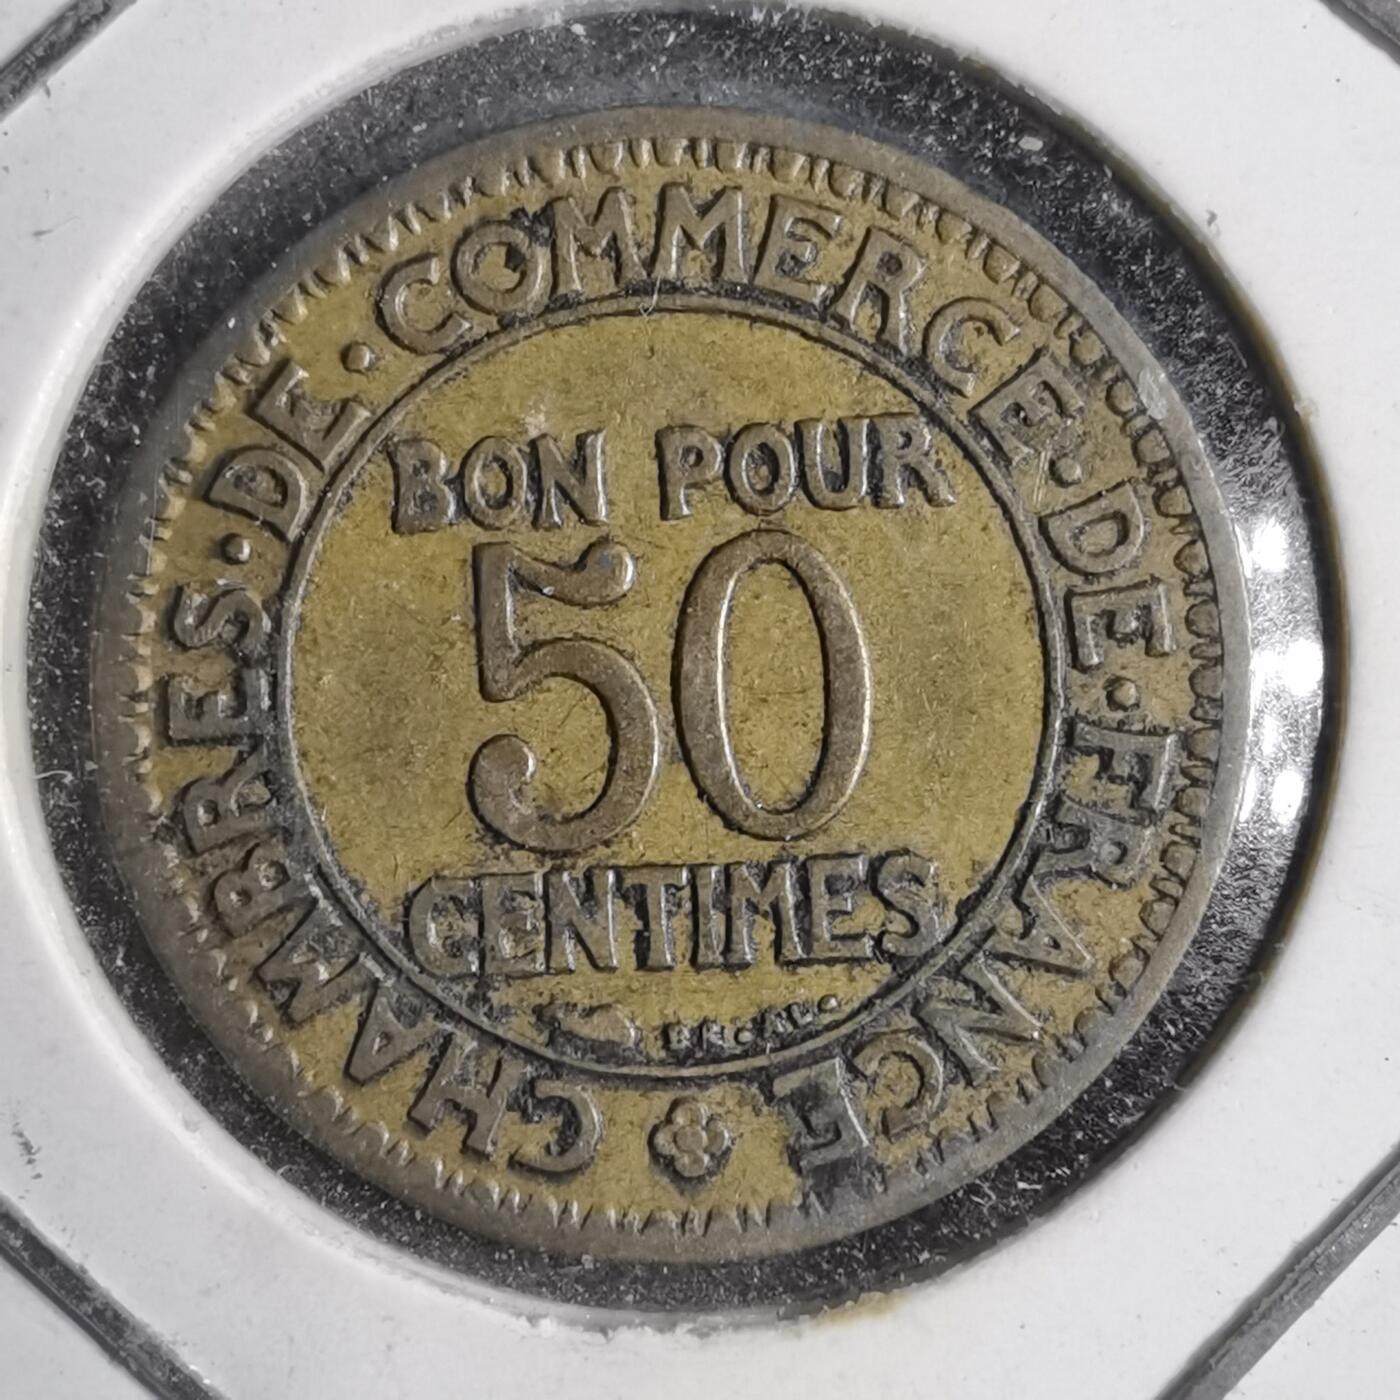 CHAMBRES · DE · COMMERCE · DE · FRANCE
BON POUR
50
CENTIMES